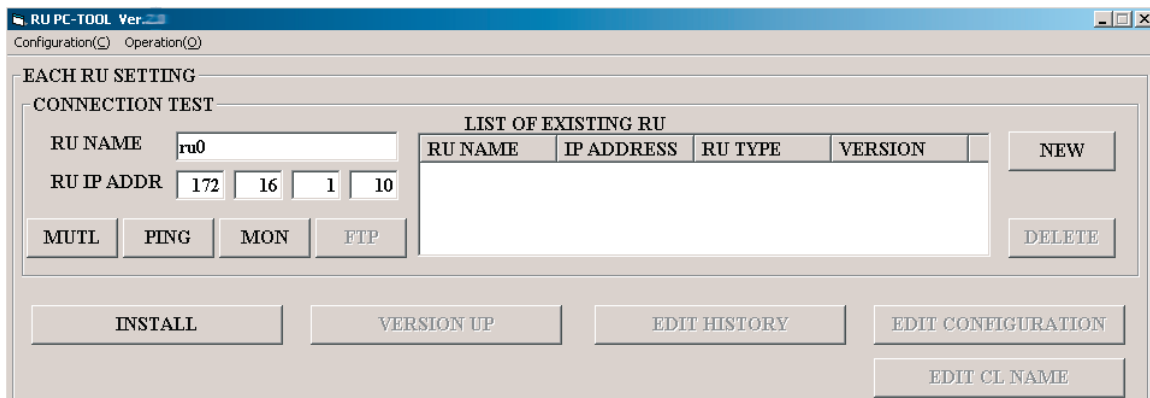 RU PC-TOOL Ver.
Configuration(C) Operation(O)
EACH RU SETTING
CONNECTION TEST
RU NAME ru0
RU IP ADDR 172 16 1 10
MUTL PING MON FTP
LIST OF EXISTING RU
RU NAME IP ADDRESS RU TYPE VERSION
NEW
DELETE
INSTALL VERSION UP EDIT HISTORY EDIT CONFIGURATION
EDIT CL NAME